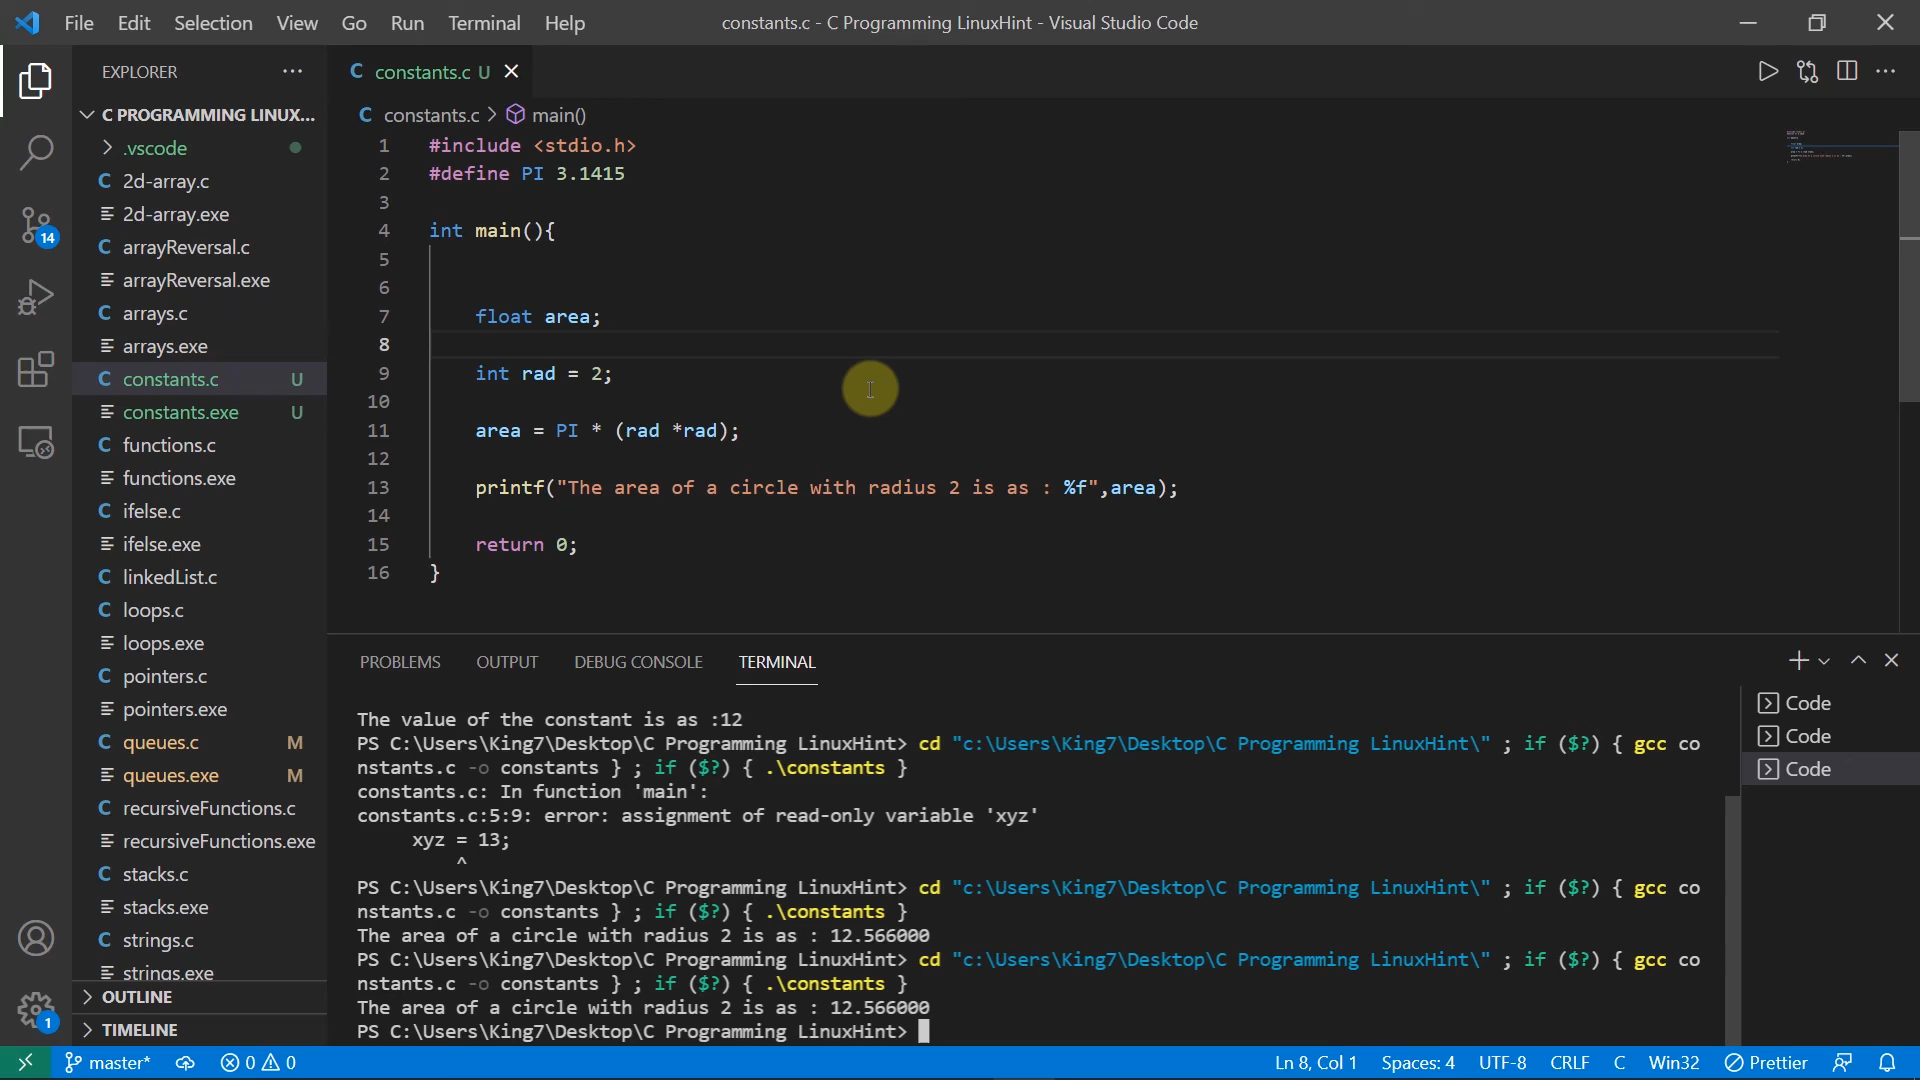 File Edit Selection View Go Run Terminal Help
constants.c - C Programming LinuxHint - Visual Studio Code
EXPLORER
C PROGRAMMING LINUX...
.vscode
C 2d-array.c
2d-array.exe
C arrayReversal.c
arrayReversal.exe
C arrays.c
arrays.exe
C constants.c U
constants.exe U
C functions.c
functions.exe
C ifelse.c
ifelse.exe
C linkedList.c
C loops.c
loops.exe
C pointers.c
pointers.exe
C queues.c M
queues.exe M
C recursiveFunctions.c
recursiveFunctions.exe
C stacks.c
stacks.exe
C strings.c
strings.exe
OUTLINE
TIMELINE
14
1
C constants.c U
C constants.c > main()
1 #include <stdio.h>
2 #define PI 3.1415
3
4 int main(){
5
6
7 float area;
8
9 int rad = 2;
10
11 area = PI * (rad *rad);
12
13 printf("The area of a circle with radius 2 is as : %f",area);
14
15 return 0;
16 }
PROBLEMS OUTPUT DEBUG CONSOLE TERMINAL
The value of the constant is as :12
PS C:\Users\King7\Desktop\C Programming LinuxHint> cd "c:\Users\King7\Desktop\C Programming LinuxHint\" ; if ($?) { gcc co
nstants.c -o constants } ; if ($?) { .\constants }
constants.c: In function 'main':
constants.c:5:9: error: assignment of read-only variable 'xyz'
xyz = 13;
^
PS C:\Users\King7\Desktop\C Programming LinuxHint> cd "c:\Users\King7\Desktop\C Programming LinuxHint\" ; if ($?) { gcc co
nstants.c -o constants } ; if ($?) { .\constants }
The area of a circle with radius 2 is as : 12.566000
PS C:\Users\King7\Desktop\C Programming LinuxHint> cd "c:\Users\King7\Desktop\C Programming LinuxHint\" ; if ($?) { gcc co
nstants.c -o constants } ; if ($?) { .\constants }
The area of a circle with radius 2 is as : 12.566000
PS C:\Users\King7\Desktop\C Programming LinuxHint>
Code
Code
Code
master* 0 0
Ln 8, Col 1 Spaces: 4 UTF-8 CRLF C Win32 Prettier